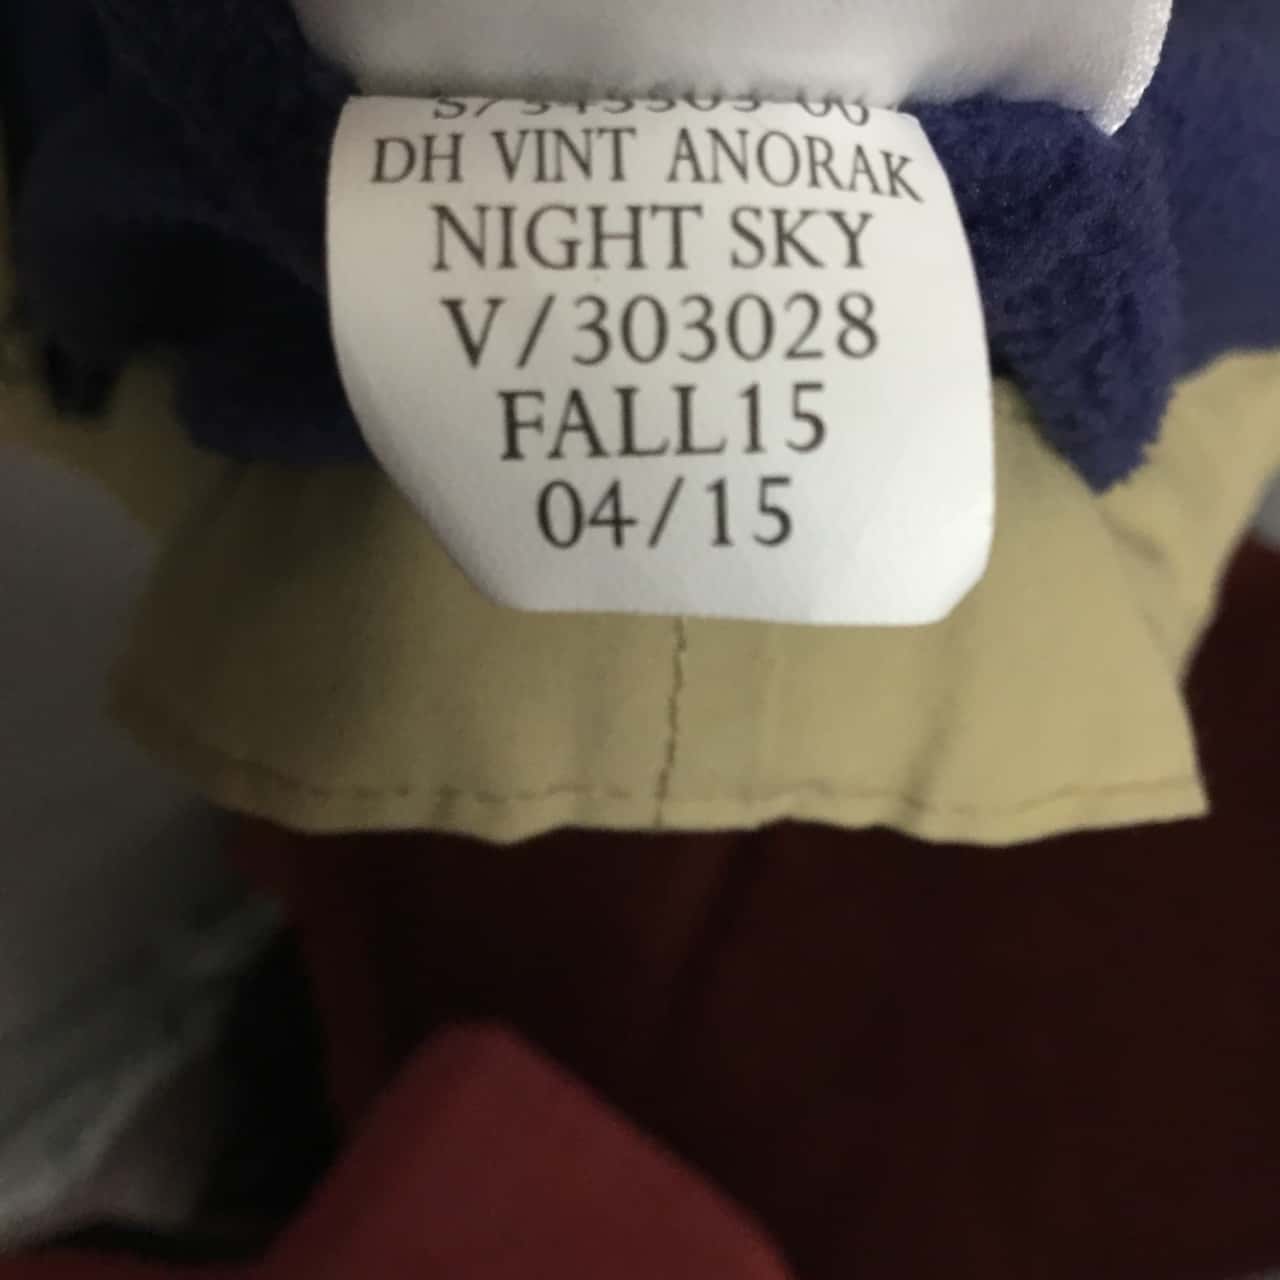 DH VINT ANORAK
NIGHT SKY
V/303028
FALL15
04/15